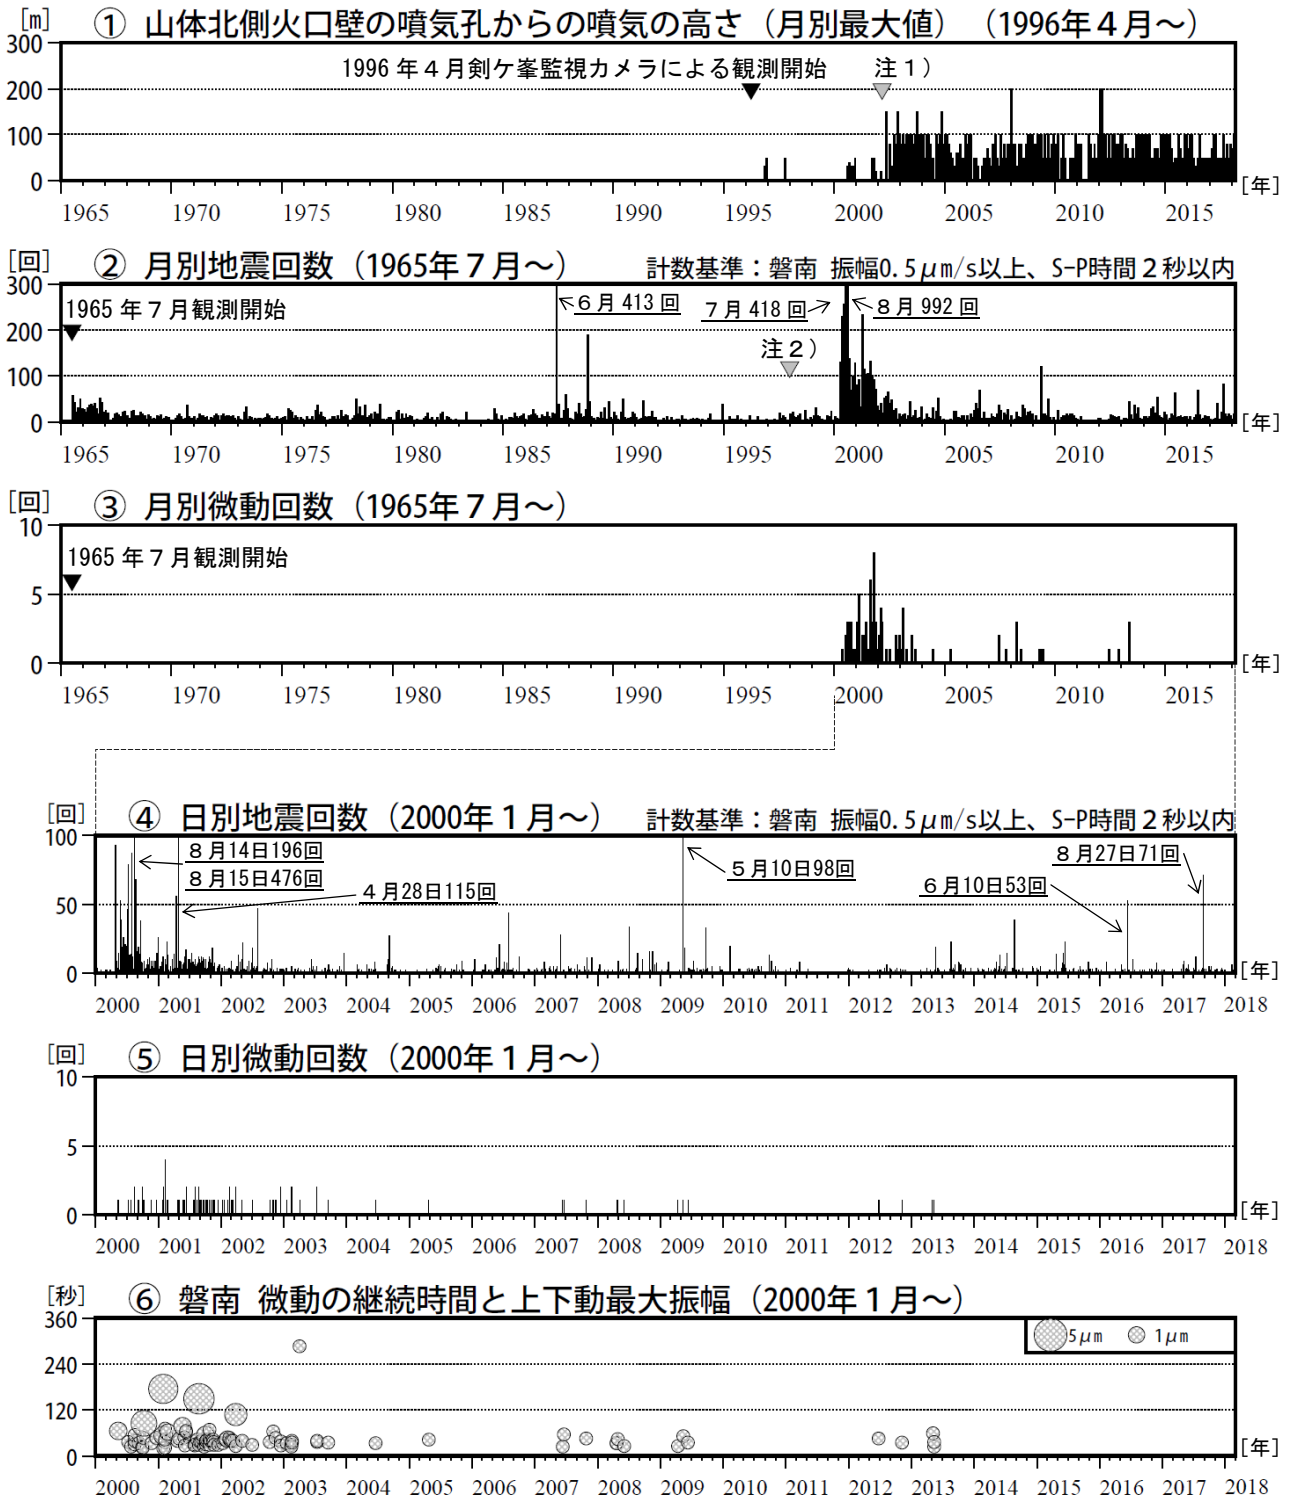 [m] ① 山体北側火口壁の噴気孔からの噴気の高さ（月別最大値）（1996年４月～）
300
1996 年４月剣ケ峯監視カメラによる観測開始 注１）
200
100
0
[年]
1965 1970 1975 1980 1985 1990 1995 2000 2005 2010 2015
[回] ② 月別地震回数（1965年７月～） 計数基準：磐南 振幅0.5μm/s以上、S-P時間２秒以内
300
1965 年７月観測開始 ６月 413 回 ７月 418 回 ８月 992 回
200
注２）
100
0
[年]
1965 1970 1975 1980 1985 1990 1995 2000 2005 2010 2015
[回] ③ 月別微動回数（1965年７月～）
10
1965 年７月観測開始
5
0
[年]
1965 1970 1975 1980 1985 1990 1995 2000 2005 2010 2015
[回] ④ 日別地震回数（2000年１月～） 計数基準：磐南 振幅0.5μm/s以上、S-P時間２秒以内
100
８月14日196回 ８月27日71回
５月10日98回
８月15日476回 ６月10日53回
４月28日115回
50
0
[年]
2000 2001 2002 2003 2004 2005 2006 2007 2008 2009 2010 2011 2012 2013 2014 2015 2016 2017 2018
[回] ⑤ 日別微動回数（2000年１月～）
10
5
0
[年]
2000 2001 2002 2003 2004 2005 2006 2007 2008 2009 2010 2011 2012 2013 2014 2015 2016 2017 2018
[秒] ⑥ 磐南 微動の継続時間と上下動最大振幅（2000年１月～）
360
5μm 1μm
240
120
0
[年]
2000 2001 2002 2003 2004 2005 2006 2007 2008 2009 2010 2011 2012 2013 2014 2015 2016 2017 2018